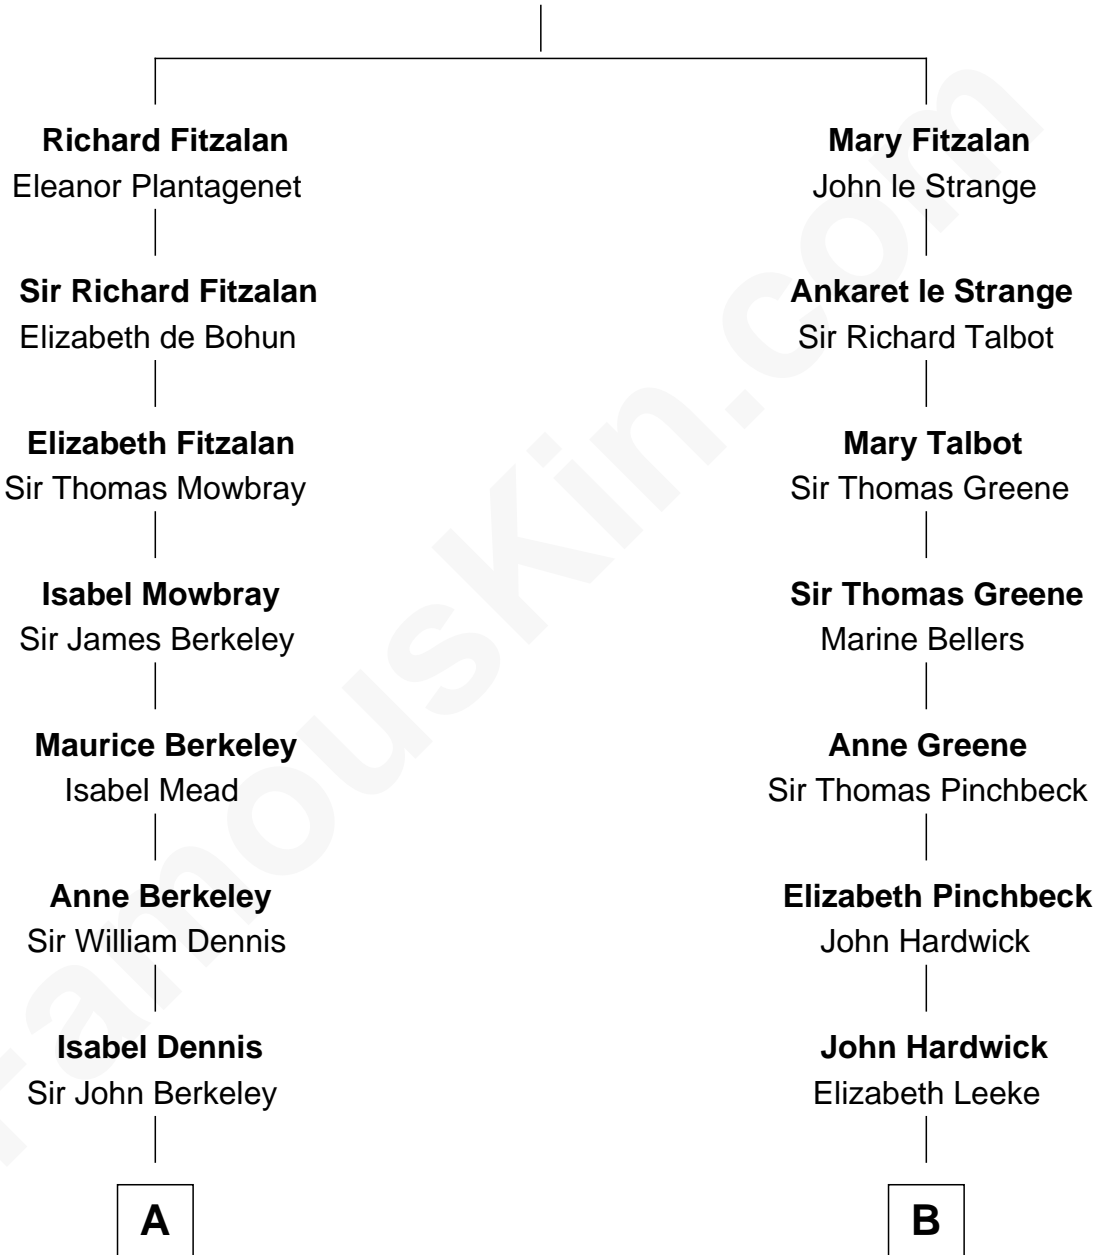 Richard Fitzalan
Eleanor Plantagenet
Sir Richard Fitzalan
Elizabeth de Bohun
Elizabeth Fitzalan
Sir Thomas Mowbray
Isabel Mowbray
Sir James Berkeley
Maurice Berkeley
Isabel Mead
Anne Berkeley
Sir William Dennis
Isabel Dennis
Sir John Berkeley
A
Mary Fitzalan
John le Strange
Ankaret le Strange
Sir Richard Talbot
Mary Talbot
Sir Thomas Greene
Sir Thomas Greene
Marine Bellers
Anne Greene
Sir Thomas Pinchbeck
Elizabeth Pinchbeck
John Hardwick
John Hardwick
Elizabeth Leeke
B
FamousKin.com